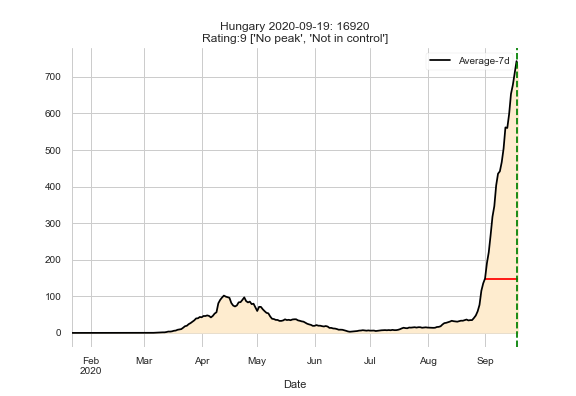 Hungary 2020-09-19: 16920
Rating:9 ['No peak', 'Not in control']
Average-7d
700
600
500
400
300
200
100
0
Feb Mar Apr May Jun Jul Aug Sep
2020
Date